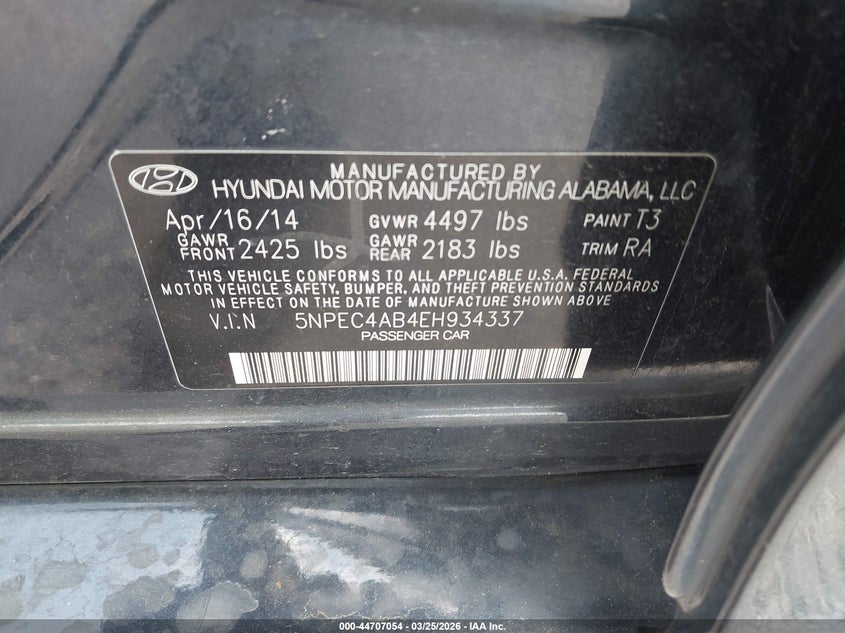 MANUFACTURED BY
HYUNDAI MOTOR MANUFACTURING ALABAMA, LLC
Apr/16/14 GVWR 4497 lbs PAINT T3
GAWR FRONT 2425 lbs GAWR REAR 2183 lbs TRIM RA
THIS VEHICLE CONFORMS TO ALL APPLICABLE U.S.A. FEDERAL
MOTOR VEHICLE SAFETY, BUMPER, AND THEFT PREVENTION STANDARDS
IN EFFECT ON THE DATE OF MANUFACTURE SHOWN ABOVE
V.I.N 5NPEC4AB4EH934337
PASSENGER CAR
000-44707054 | 03/25/2026 | IAA Inc.